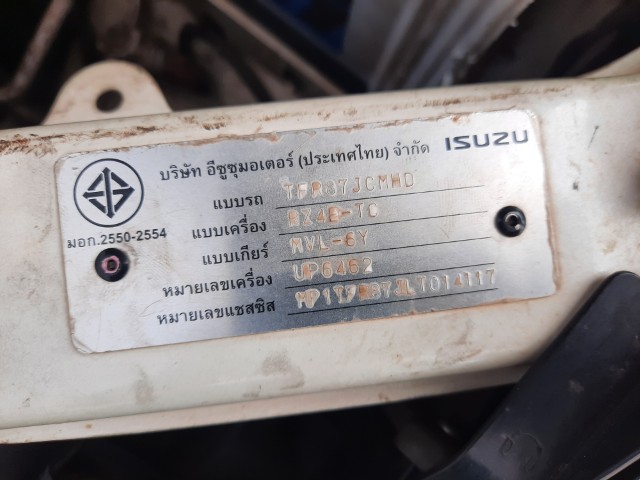 บริษัท อีซูซุมอเตอร์ (ประเทศไทย) จำกัด ISUZU
แบบรถ TFR87JCMMD
แบบเครื่อง RZ4E-TC
แบบเกียร์ MVL-6Y
หมายเลขเครื่อง UP6462
หมายเลขแชสซิส
มอก.2550-2554